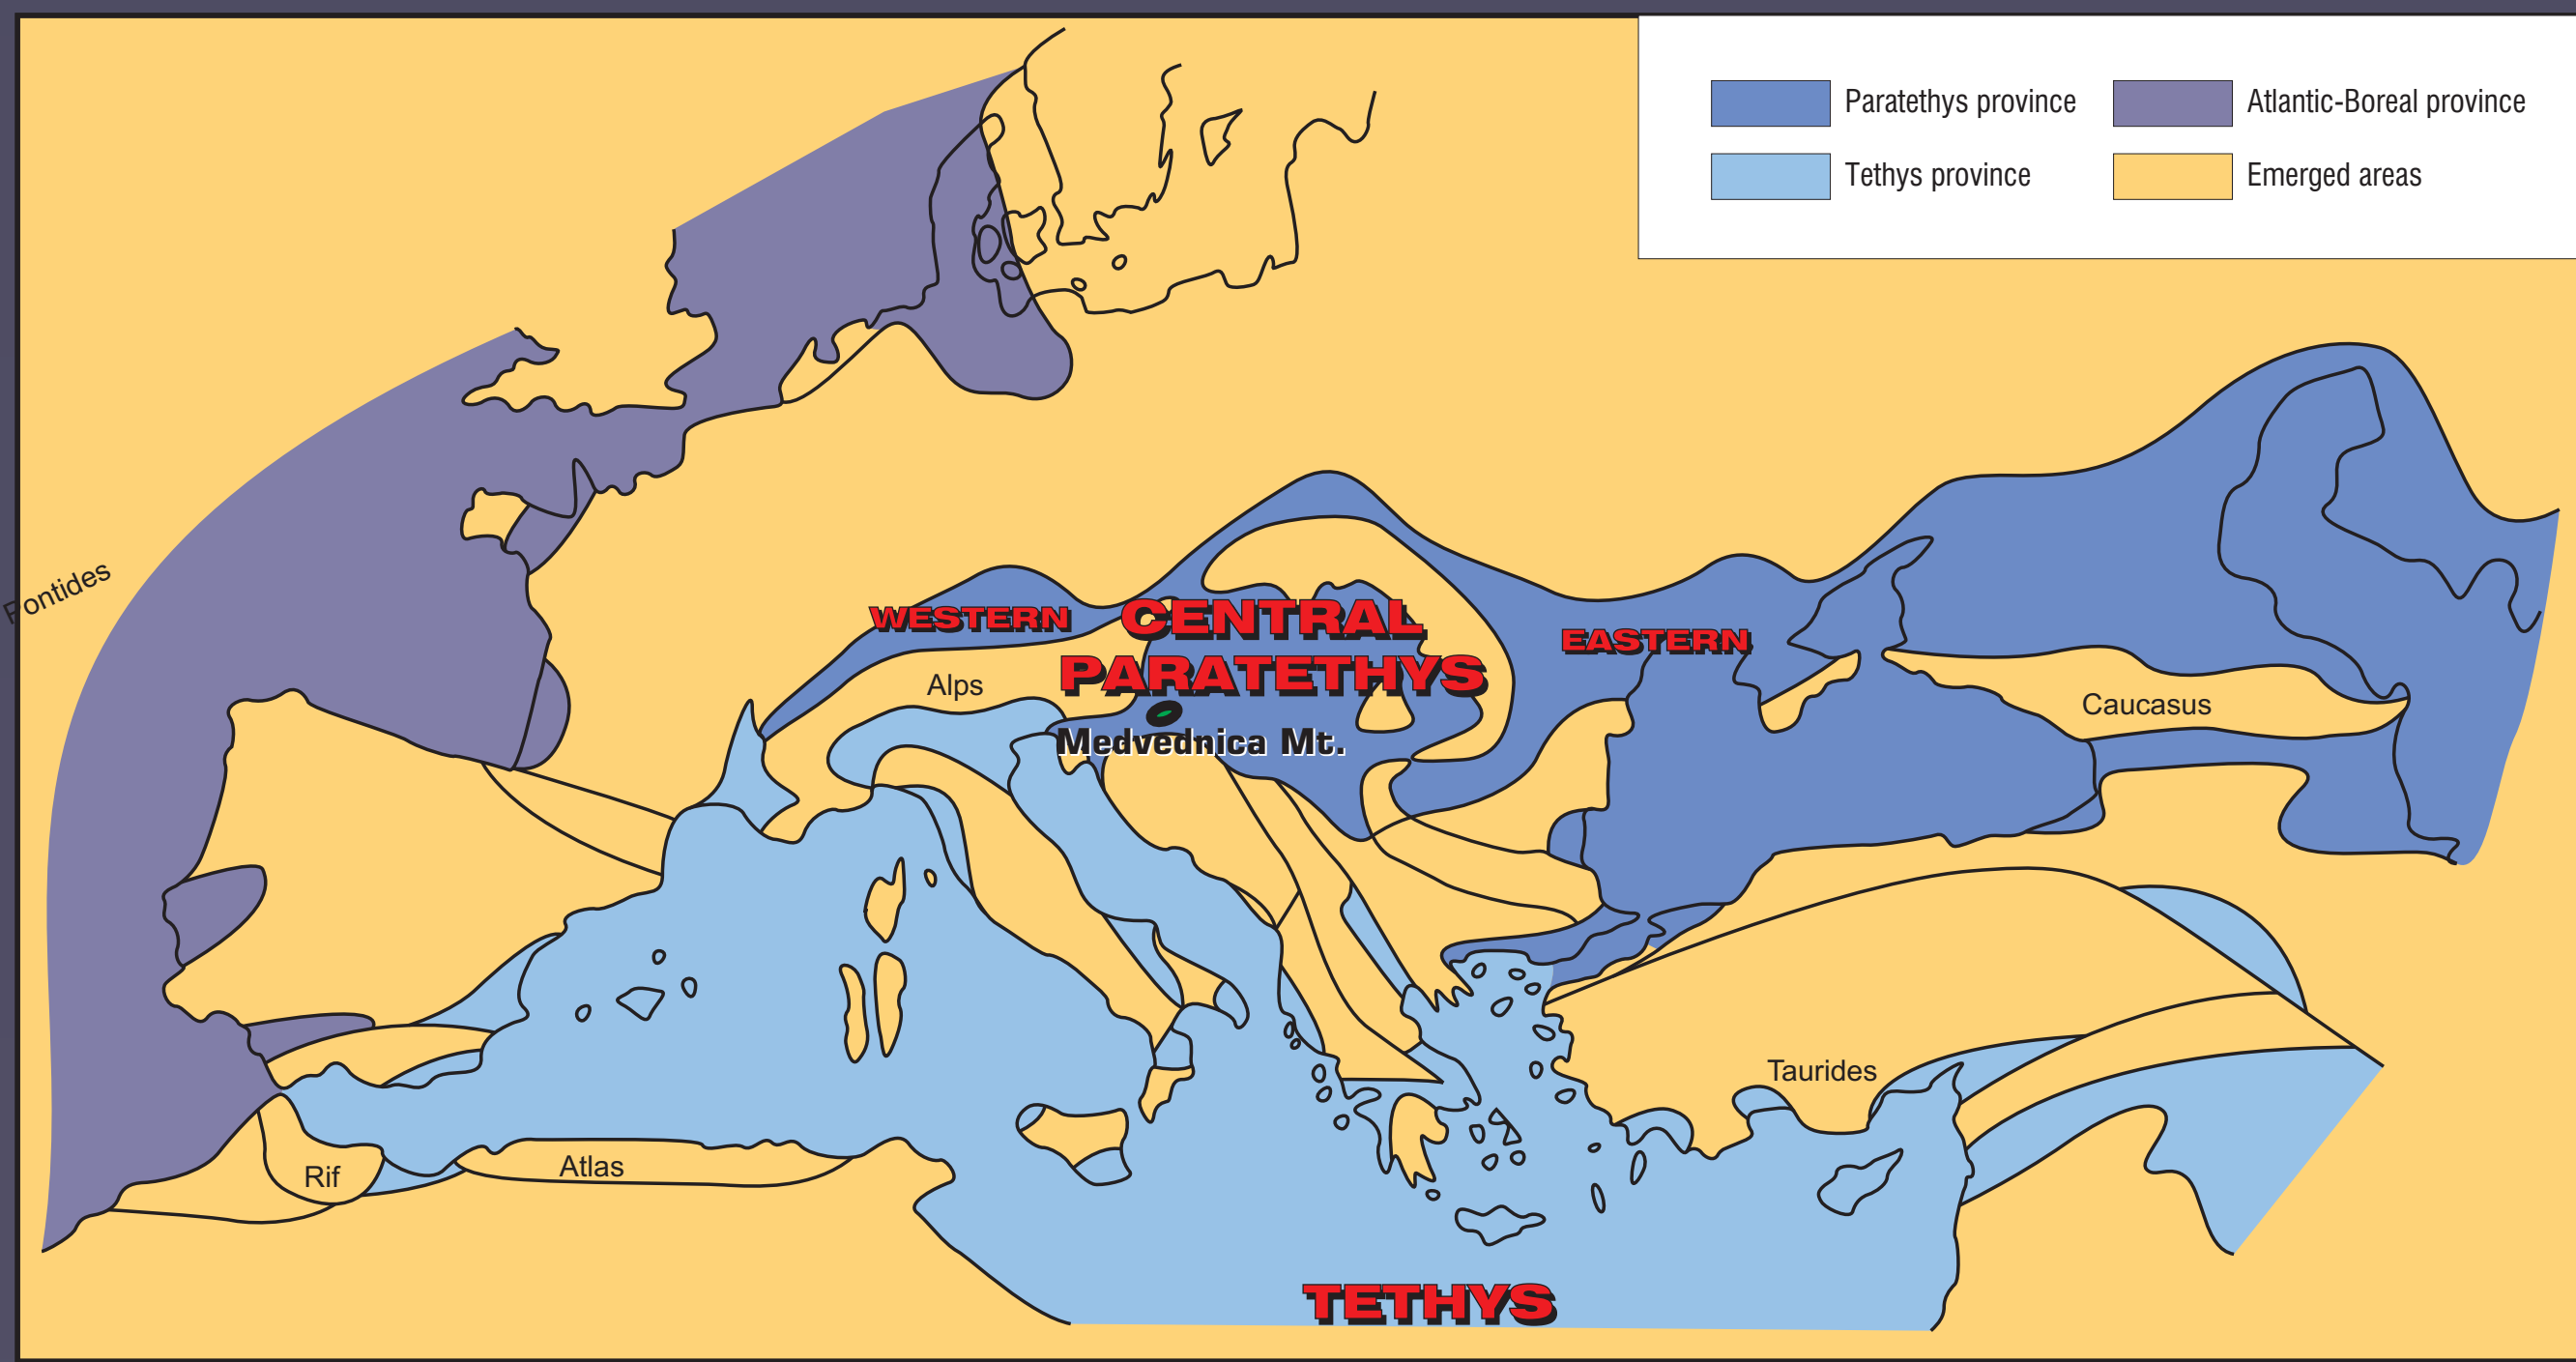 Paratethys province
Atlantic-Boreal province
Tethys province
Emerged areas
Pontides
WESTERN
CENTRAL
PARATETHYS
EASTERN
Alps
Medvednica Mt.
Caucasus
Taurides
Rif
Atlas
TETHYS